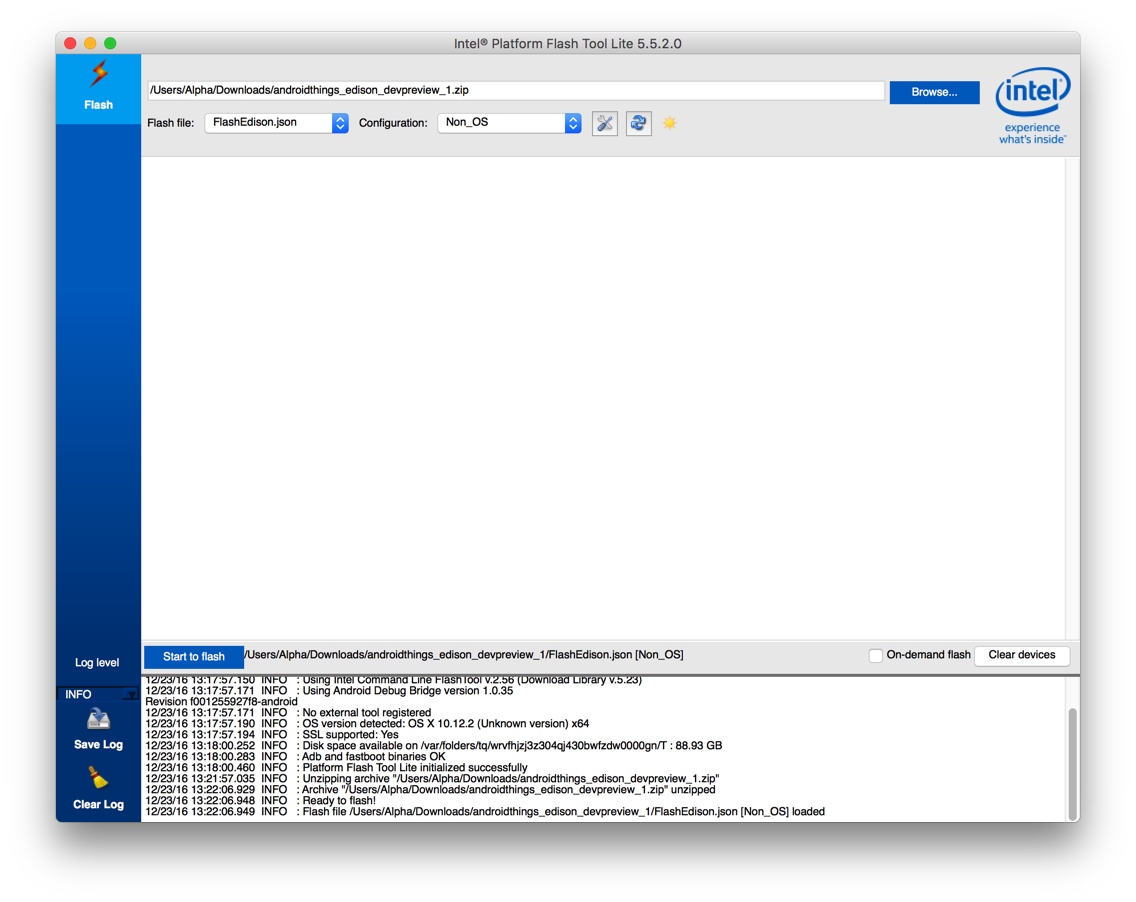 Intel® Platform Flash Tool Lite 5.5.2.0
Flash
/Users/Alpha/Downloads/androidthings_edison_devpreview_1.zip
Browse...
Flash file:
FlashEdison.json
Configuration:
Non_OS
intel
experience
what's inside™
Start to flash
/Users/Alpha/Downloads/androidthings_edison_devpreview_1/FlashEdison.json [Non_OS]
On-demand flash
Clear devices
Log level
INFO
Save Log
Clear Log
12/23/16 13:17:57.150 INFO : Using Intel Command Line FlashTool v.2.56 (Download Library v.5.23)
12/23/16 13:17:57.171 INFO : Using Android Debug Bridge version 1.0.35
Revision f001255927f8-android
12/23/16 13:17:57.171 INFO : No external tool registered
12/23/16 13:17:57.190 INFO : OS version detected: OS X 10.12.2 (Unknown version) x64
12/23/16 13:17:57.194 INFO : SSL supported: Yes
12/23/16 13:18:00.252 INFO : Disk space available on /var/folders/tq/wrvfhjzj3z304qj430bwfzdw0000gn/T : 88.93 GB
12/23/16 13:18:00.283 INFO : Adb and fastboot binaries OK
12/23/16 13:18:00.460 INFO : Platform Flash Tool Lite initialized successfully
12/23/16 13:21:57.035 INFO : Unzipping archive "/Users/Alpha/Downloads/androidthings_edison_devpreview_1.zip"
12/23/16 13:22:06.929 INFO : Archive "/Users/Alpha/Downloads/androidthings_edison_devpreview_1.zip" unzipped
12/23/16 13:22:06.948 INFO : Ready to flash!
12/23/16 13:22:06.949 INFO : Flash file /Users/Alpha/Downloads/androidthings_edison_devpreview_1/FlashEdison.json [Non_OS] loaded